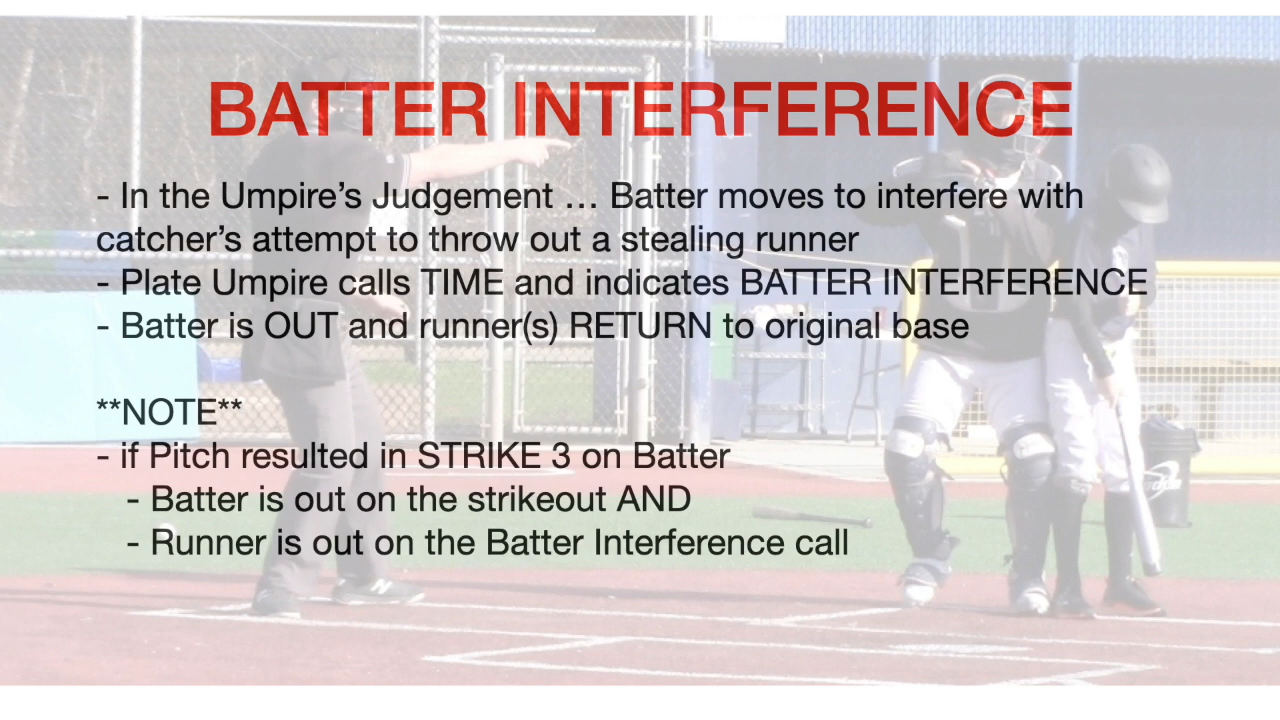 BATTER INTERFERENCE
- In the Umpire’s Judgement … Batter moves to interfere with
catcher’s attempt to throw out a stealing runner
- Plate Umpire calls TIME and indicates BATTER INTERFERENCE
- Batter is OUT and runner(s) RETURN to original base
**NOTE**
- if Pitch resulted in STRIKE 3 on Batter
- Batter is out on the strikeout AND
- Runner is out on the Batter Interference call